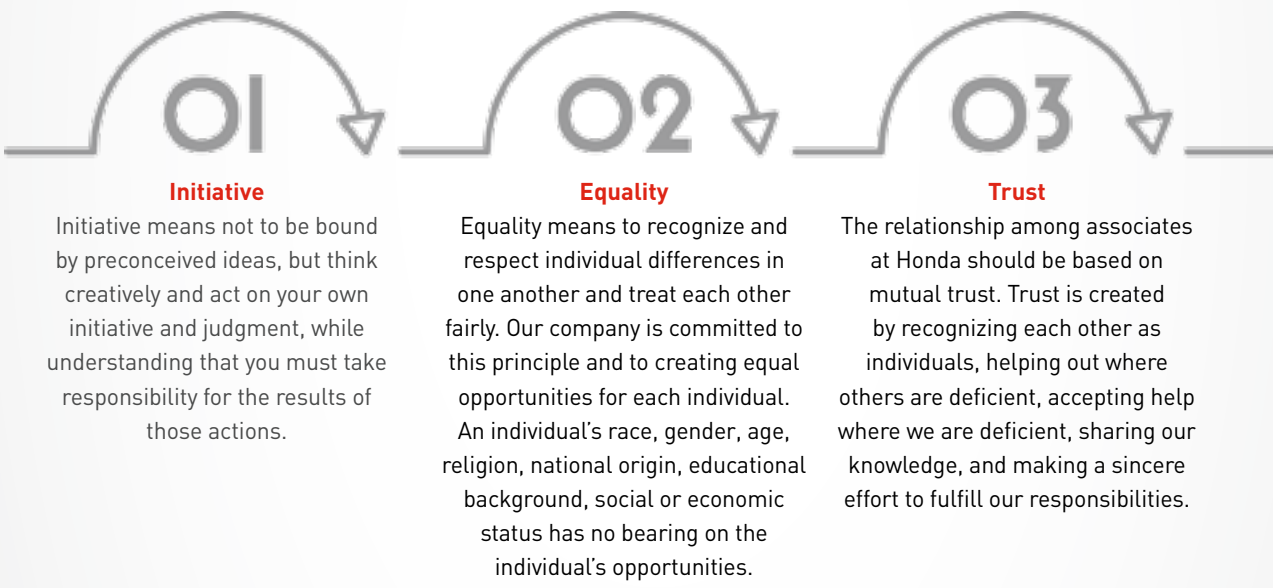 01
Initiative
Initiative means not to be bound
by preconceived ideas, but think
creatively and act on your own
initiative and judgment, while
understanding that you must take
responsibility for the results of
those actions.
02
Equality
Equality means to recognize and
respect individual differences in
one another and treat each other
fairly. Our company is committed to
this principle and to creating equal
opportunities for each individual.
An individual’s race, gender, age,
religion, national origin, educational
background, social or economic
status has no bearing on the
individual’s opportunities.
03
Trust
The relationship among associates
at Honda should be based on
mutual trust. Trust is created
by recognizing each other as
individuals, helping out where
others are deficient, accepting help
where we are deficient, sharing our
knowledge, and making a sincere
effort to fulfill our responsibilities.